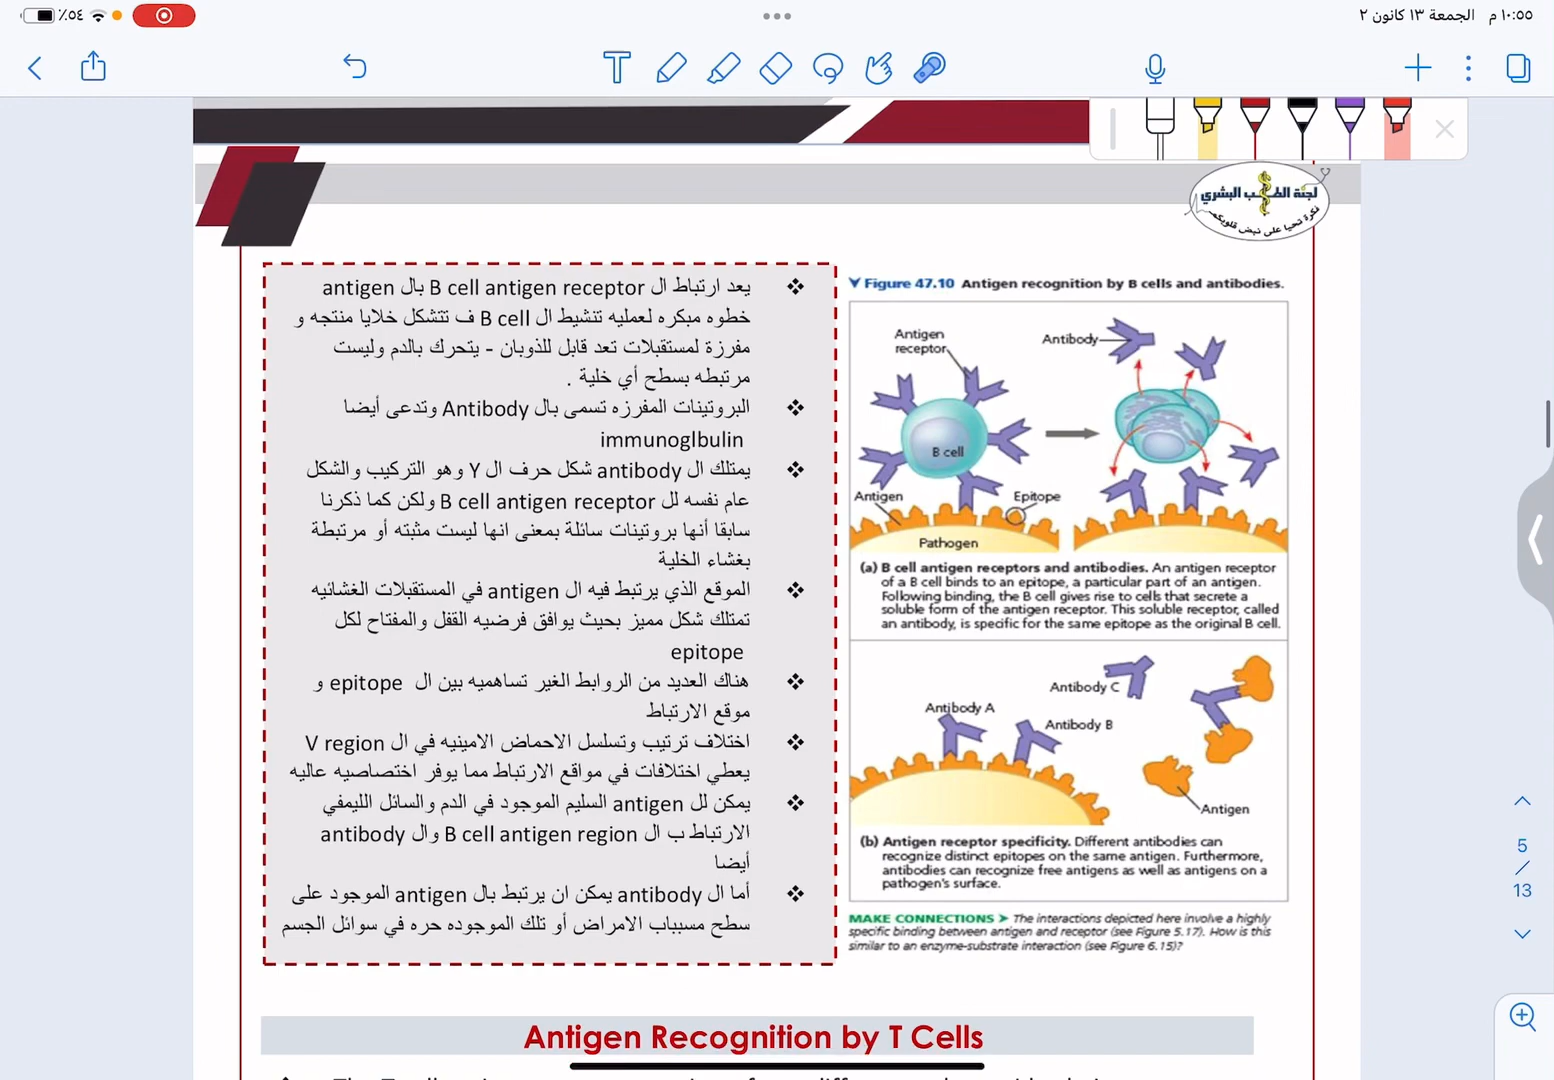 ٪٥٤
١٠:٥٥ م الجمعة ١٣ كانون ٢
لجنة الطب البشري
فكرة تحيا على نبض قلوبكم
يعد ارتباط ال B cell antigen receptor بال antigen
خطوه مبكره لعمليه تنشيط ال B cell ف تتشكل خلايا منتجه و
مفرزة لمستقبلات تعد قابل للذوبان - يتحرك بالدم وليست
مرتبطه بسطح أي خلية .
البروتينات المفرزه تسمى بال Antibody وتدعى أيضا
immunoglbulin
يمتلك ال antibody شكل حرف ال Y وهو التركيب والشكل
عام نفسه لل B cell antigen receptor ولكن كما ذكرنا
سابقا أنها بروتينات سائلة بمعنى انها ليست مثبته أو مرتبطة
بغشاء الخلية
الموقع الذي يرتبط فيه ال antigen في المستقبلات الغشائيه
تمتلك شكل مميز بحيث يوافق فرضيه القفل والمفتاح لكل
epitope
هناك العديد من الروابط الغير تساهميه بين ال epitope و
موقع الارتباط
اختلاف ترتيب وتسلسل الاحماض الامينيه في ال V region
يعطي اختلافات في مواقع الارتباط مما يوفر اختصاصيه عاليه
يمكن لل antigen السليم الموجود في الدم والسائل الليمفي
الارتباط ب ال B cell antigen region وال antibody
أيضا
أما ال antibody يمكن ان يرتبط بال antigen الموجود على
سطح مسبباب الامراض أو تلك الموجوده حره في سوائل الجسم
Figure 47.10 Antigen recognition by B cells and antibodies.
Antigen
receptor
Antibody
B cell
Antigen
Epitope
Pathogen
(a) B cell antigen receptors and antibodies. An antigen receptor
of a B cell binds to an epitope, a particular part of an antigen.
Following binding, the B cell gives rise to cells that secrete a
soluble form of the antigen receptor. This soluble receptor, called
an antibody, is specific for the same epitope as the original B cell.
Antibody C
Antibody A
Antibody B
Antigen
(b) Antigen receptor specificity. Different antibodies can
recognize distinct epitopes on the same antigen. Furthermore,
antibodies can recognize free antigens as well as antigens on a
pathogen's surface.
MAKE CONNECTIONS ➤ The interactions depicted here involve a highly
specific binding between antigen and receptor (see Figure 5.17). How is this
similar to an enzyme-substrate interaction (see Figure 6.15)?
5
/
13
Antigen Recognition by T Cells